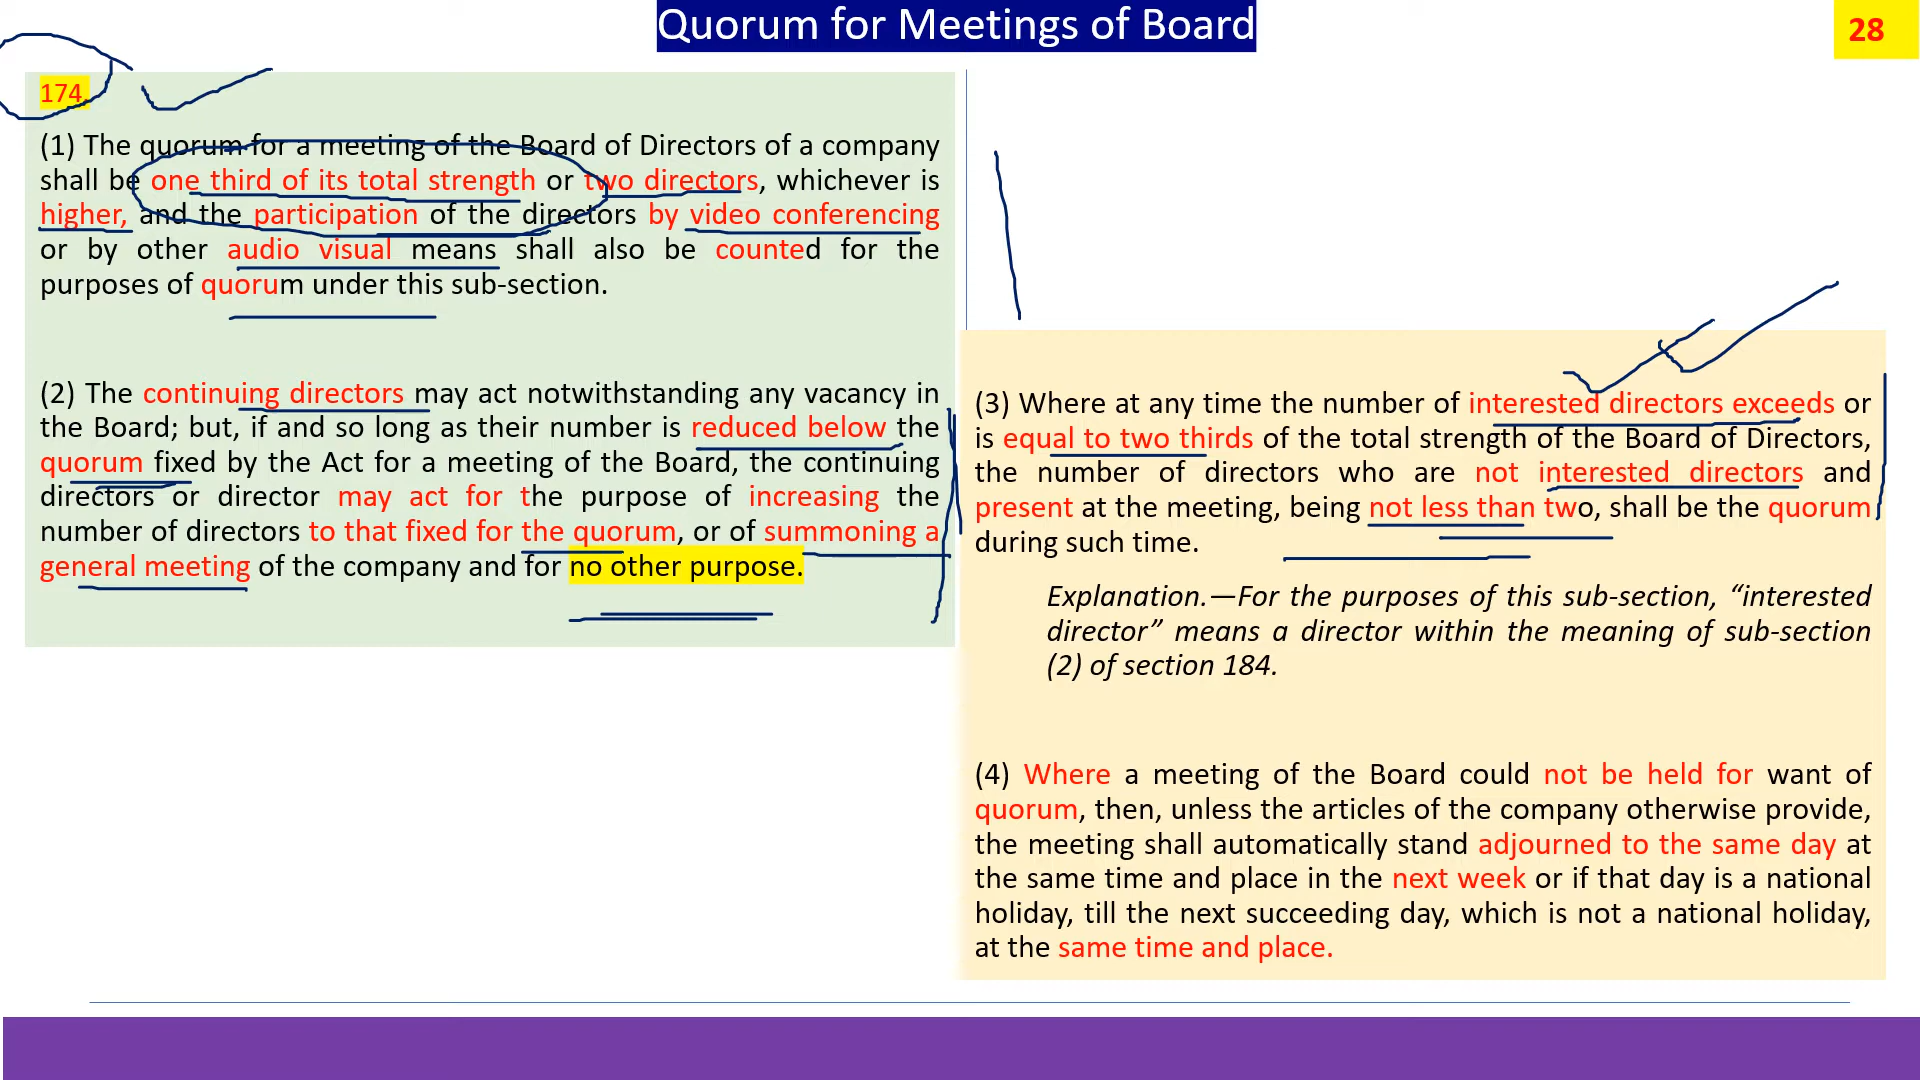 Quorum for Meetings of Board
28
174
(1) The quorum for a meeting of the Board of Directors of a company
shall be one third of its total strength or two directors, whichever is
higher, and the participation of the directors by video conferencing
or by other audio visual means shall also be counted for the
purposes of quorum under this sub-section.
(2) The continuing directors may act notwithstanding any vacancy in
the Board; but, if and so long as their number is reduced below the
quorum fixed by the Act for a meeting of the Board, the continuing
directors or director may act for the purpose of increasing the
number of directors to that fixed for the quorum, or of summoning a
general meeting of the company and for no other purpose.
(3) Where at any time the number of interested directors exceeds or
is equal to two thirds of the total strength of the Board of Directors,
the number of directors who are not interested directors and
present at the meeting, being not less than two, shall be the quorum
during such time.
Explanation.—For the purposes of this sub-section, “interested
director” means a director within the meaning of sub-section
(2) of section 184.
(4) Where a meeting of the Board could not be held for want of
quorum, then, unless the articles of the company otherwise provide,
the meeting shall automatically stand adjourned to the same day at
the same time and place in the next week or if that day is a national
holiday, till the next succeeding day, which is not a national holiday,
at the same time and place.